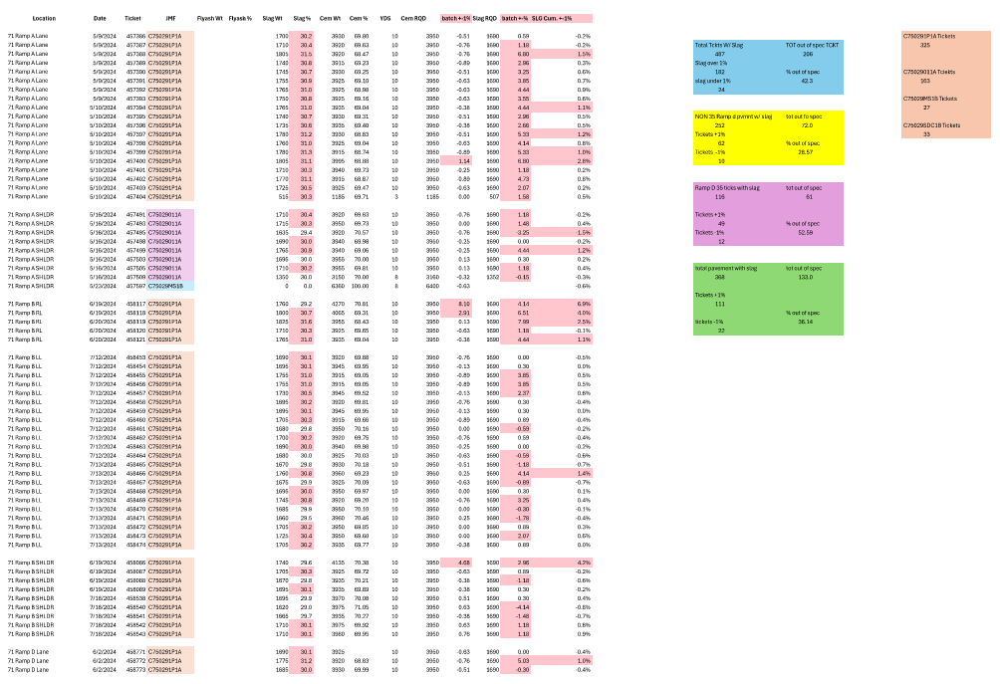 Location Date Ticket JMF Flyash Wt Flyash % Slag Wt Slag % Cem Wt Cem % YDS Cem RQD batch +-1% Slag RQD batch +-% SLG Cum. +-1%
71 Ramp A Lane 5/9/2024 457386 C750291P1A 1700 30.2 3930 69.80 10 3950 -0.51 1690 0.59 -0.2%
71 Ramp A Lane 5/9/2024 457387 C750291P1A 1710 30.4 3920 69.63 10 3950 -0.76 1690 1.18 -0.2%
71 Ramp A Lane 5/9/2024 457388 C750291P1A 1805 31.5 3920 68.47 10 3950 -0.76 1690 6.80 1.5%
71 Ramp A Lane 5/9/2024 457389 C750291P1A 1740 30.8 3915 69.23 10 3950 -0.89 1690 2.96 0.3%
71 Ramp A Lane 5/9/2024 457390 C750291P1A 1745 30.7 3930 69.25 10 3950 -0.51 1690 3.25 0.6%
71 Ramp A Lane 5/9/2024 457391 C750291P1A 1755 30.9 3925 69.10 10 3950 -0.63 1690 3.85 0.7%
71 Ramp A Lane 5/9/2024 457392 C750291P1A 1765 31.0 3925 68.98 10 3950 -0.63 1690 4.44 0.9%
71 Ramp A Lane 5/9/2024 457393 C750291P1A 1750 30.8 3925 69.16 10 3950 -0.63 1690 3.55 0.6%
71 Ramp A Lane 5/10/2024 457394 C750291P1A 1765 31.0 3935 69.04 10 3950 -0.38 1690 4.44 1.1%
71 Ramp A Lane 5/10/2024 457395 C750291P1A 1740 30.7 3930 69.31 10 3950 -0.51 1690 2.96 0.5%
71 Ramp A Lane 5/10/2024 457396 C750291P1A 1735 30.6 3935 69.40 10 3950 -0.38 1690 2.66 0.5%
71 Ramp A Lane 5/10/2024 457397 C750291P1A 1780 31.2 3930 68.83 10 3950 -0.51 1690 5.33 1.2%
71 Ramp A Lane 5/10/2024 457398 C750291P1A 1760 31.0 3925 69.04 10 3950 -0.63 1690 4.14 0.8%
71 Ramp A Lane 5/10/2024 457399 C750291P1A 1780 31.3 3915 68.74 10 3950 -0.89 1690 5.33 1.0%
71 Ramp A Lane 5/10/2024 457400 C750291P1A 1805 31.1 3995 68.88 10 3950 1.14 1690 6.80 2.8%
71 Ramp A Lane 5/10/2024 457401 C750291P1A 1710 30.3 3940 69.73 10 3950 -0.25 1690 1.18 0.2%
71 Ramp A Lane 5/10/2024 457402 C750291P1A 1770 31.1 3915 68.87 10 3950 -0.89 1690 4.73 0.8%
71 Ramp A Lane 5/10/2024 457403 C750291P1A 1725 30.5 3925 69.47 10 3950 -0.63 1690 2.07 0.2%
71 Ramp A Lane 5/10/2024 457404 C750291P1A 515 30.3 1185 69.71 3 1185 0.00 507 1.58 0.5%
71 Ramp A SHLDR 5/16/2024 457491 C75029011A 1710 30.4 3920 69.63 10 3950 -0.76 1690 1.18 -0.2%
71 Ramp A SHLDR 5/16/2024 457493 C75029011A 1715 30.3 3950 69.73 10 3950 0.00 1690 1.48 0.4%
71 Ramp A SHLDR 5/16/2024 457495 C75029011A 1635 29.4 3920 70.57 10 3950 -0.76 1690 -3.25 -1.5%
71 Ramp A SHLDR 5/16/2024 457498 C75029011A 1690 30.0 3940 69.98 10 3950 -0.25 1690 0.00 -0.2%
71 Ramp A SHLDR 5/16/2024 457499 C75029011A 1765 30.9 3940 69.06 10 3950 -0.25 1690 4.44 1.2%
71 Ramp A SHLDR 5/16/2024 457503 C75029011A 1695 30.0 3955 70.00 10 3950 0.13 1690 0.30 0.2%
71 Ramp A SHLDR 5/16/2024 457505 C75029011A 1710 30.2 3955 69.81 10 3950 0.13 1690 1.18 0.4%
71 Ramp A SHLDR 5/16/2024 457509 C75029011A 1350 30.0 3150 70.00 8 3160 -0.32 1352 -0.15 -0.3%
71 Ramp A SHLDR 5/23/2024 457597 C75029MS1B 0 0.0 6360 100.00 8 6400 -0.63 -0.6%
71 Ramp B RL 6/19/2024 458117 C750291P1A 1760 29.2 4270 70.81 10 3950 8.10 1690 4.14 6.9%
71 Ramp B RL 6/19/2024 458118 C750291P1A 1800 30.7 4065 69.31 10 3950 2.91 1690 6.51 4.0%
71 Ramp B RL 6/20/2024 458119 C750291P1A 1825 31.6 3955 68.43 10 3950 0.13 1690 7.99 2.5%
71 Ramp B RL 6/20/2024 458120 C750291P1A 1710 30.3 3925 69.65 10 3950 -0.63 1690 1.18 -0.1%
71 Ramp B RL 6/20/2024 458121 C750291P1A 1765 31.0 3935 69.04 10 3950 -0.38 1690 4.44 1.1%
71 Ramp B LL 7/12/2024 458453 C750291P1A 1690 30.1 3920 69.88 10 3950 -0.76 1690 0.00 -0.5%
71 Ramp B LL 7/12/2024 458454 C750291P1A 1690 30.1 3945 69.95 10 3950 -0.13 1690 0.00 0.0%
71 Ramp B LL 7/12/2024 458455 C750291P1A 1755 31.0 3915 69.05 10 3950 -0.89 1690 3.85 0.5%
71 Ramp B LL 7/12/2024 458456 C750291P1A 1755 31.0 3915 69.05 10 3950 -0.89 1690 3.85 0.5%
71 Ramp B LL 7/12/2024 458457 C750291P1A 1730 30.5 3945 69.52 10 3950 -0.13 1690 2.37 0.6%
71 Ramp B LL 7/12/2024 458458 C750291P1A 1695 30.2 3920 69.81 10 3950 -0.76 1690 0.30 -0.4%
71 Ramp B LL 7/12/2024 458459 C750291P1A 1695 30.1 3945 69.95 10 3950 -0.13 1690 0.30 0.0%
71 Ramp B LL 7/12/2024 458460 C750291P1A 1705 30.3 3915 69.66 10 3950 -0.89 1690 0.89 -0.4%
71 Ramp B LL 7/12/2024 458461 C750291P1A 1680 29.8 3950 70.16 10 3950 0.00 1690 -0.59 -0.2%
71 Ramp B LL 7/12/2024 458462 C750291P1A 1700 30.2 3920 69.75 10 3950 -0.76 1690 0.59 -0.4%
71 Ramp B LL 7/12/2024 458463 C750291P1A 1690 30.0 3940 69.98 10 3950 -0.25 1690 0.00 -0.2%
71 Ramp B LL 7/12/2024 458464 C750291P1A 1680 30.0 3925 70.03 10 3950 -0.63 1690 -0.59 -0.6%
71 Ramp B LL 7/13/2024 458465 C750291P1A 1670 29.8 3930 70.18 10 3950 -0.51 1690 -1.18 -0.7%
71 Ramp B LL 7/13/2024 458466 C750291P1A 1760 30.8 3960 69.23 10 3950 0.25 1690 4.14 1.4%
71 Ramp B LL 7/13/2024 458467 C750291P1A 1675 29.9 3925 70.09 10 3950 -0.63 1690 -0.89 -0.7%
71 Ramp B LL 7/13/2024 458468 C750291P1A 1695 30.0 3950 69.97 10 3950 0.00 1690 0.30 0.1%
71 Ramp B LL 7/13/2024 458469 C750291P1A 1745 30.8 3920 69.20 10 3950 -0.76 1690 3.25 0.4%
71 Ramp B LL 7/13/2024 458470 C750291P1A 1685 29.9 3950 70.10 10 3950 0.00 1690 -0.30 -0.1%
71 Ramp B LL 7/13/2024 458471 C750291P1A 1660 29.5 3960 70.46 10 3950 0.25 1690 -1.78 -0.4%
71 Ramp B LL 7/13/2024 458472 C750291P1A 1705 30.2 3950 69.85 10 3950 0.00 1690 0.89 0.3%
71 Ramp B LL 7/13/2024 458473 C750291P1A 1725 30.4 3950 69.60 10 3950 0.00 1690 2.07 0.6%
71 Ramp B LL 7/13/2024 458474 C750291P1A 1705 30.2 3935 69.77 10 3950 -0.38 1690 0.89 0.0%
71 Ramp B SHLDR 6/19/2024 458086 C750291P1A 1740 29.6 4135 70.38 10 3950 4.68 1690 2.96 4.2%
71 Ramp B SHLDR 6/19/2024 458087 C750291P1A 1705 30.3 3925 69.72 10 3950 -0.63 1690 0.89 -0.2%
71 Ramp B SHLDR 6/19/2024 458088 C750291P1A 1670 29.8 3935 70.21 10 3950 -0.38 1690 -1.18 -0.6%
71 Ramp B SHLDR 6/19/2024 458089 C750291P1A 1695 30.1 3935 69.89 10 3950 -0.38 1690 0.30 -0.2%
71 Ramp B SHLDR 7/18/2024 458538 C750291P1A 1695 29.9 3970 70.08 10 3950 0.51 1690 0.30 0.4%
71 Ramp B SHLDR 7/18/2024 458540 C750291P1A 1620 29.0 3975 71.05 10 3950 0.63 1690 -4.14 -0.8%
71 Ramp B SHLDR 7/18/2024 458541 C750291P1A 1665 29.7 3935 70.27 10 3950 -0.38 1690 -1.48 -0.7%
71 Ramp B SHLDR 7/18/2024 458542 C750291P1A 1710 30.1 3975 69.92 10 3950 0.63 1690 1.18 0.8%
71 Ramp B SHLDR 7/18/2024 458543 C750291P1A 1710 30.1 3980 69.95 10 3950 0.76 1690 1.18 0.9%
71 Ramp D Lane 6/2/2024 458771 C750291P1A 1690 30.1 3925 10 3950 -0.63 1690 0.00 -0.4%
71 Ramp D Lane 6/2/2024 458772 C750291P1A 1775 31.2 3920 68.83 10 3950 -0.76 1690 5.03 1.0%
71 Ramp D Lane 6/2/2024 458773 C750291P1A 1685 30.0 3930 69.99 10 3950 -0.51 1690 -0.30 -0.4%
Total Tckts W/ Slag TOT out of spec TCKT
487 206
Slag over 1%
182 % out of spec
slag under 1% 42.3
24
NON 35 Ramp d pvmnt w/ slag tot out fo spec
252 72.0
Tickets +1%
62 % out of spec
Tickets -1% 28.57
10
Ramp D 35 ticks with slag tot out of spec
116 61
Tickets +1%
49 % out of spec
Tickets -1% 52.59
12
total pavement with slag tot out of spec
368 133.0
Tickets +1%
111
% out of spec
tickets -1% 36.14
22
C750291P1A Tickets
325
C75029011A Tcikets
163
C75029MS1B Tickets
27
C75029SDC1B Tickets
33